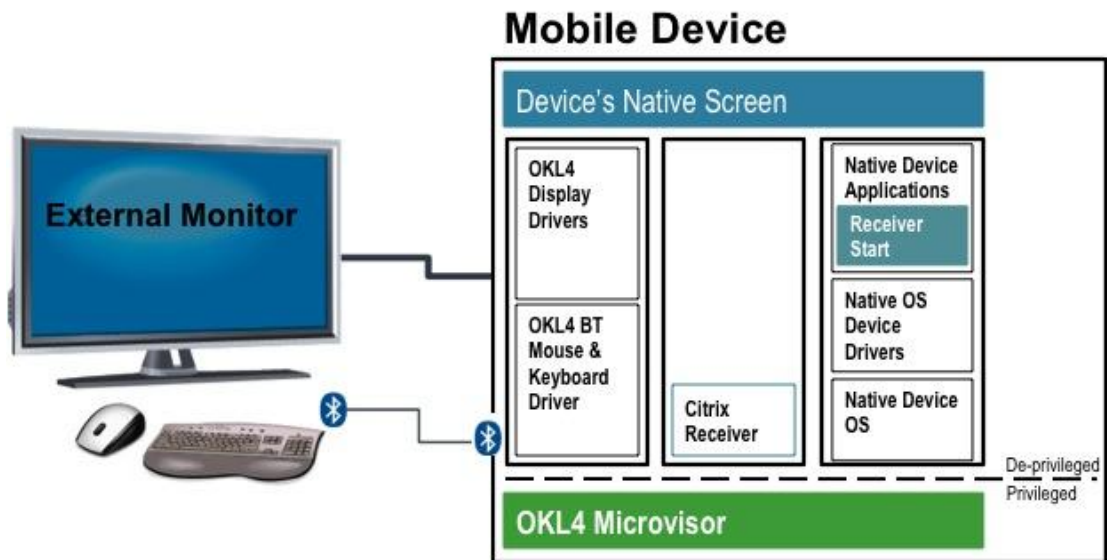 Mobile Device
Device's Native Screen
External Monitor
OKL4
Display
Drivers
OKL4 BT
Mouse &
Keyboard
Driver
Citrix
Receiver
Native Device
Applications
Receiver
Start
Native OS
Device
Drivers
Native Device
OS
De-privileged
Privileged
OKL4 Microvisor